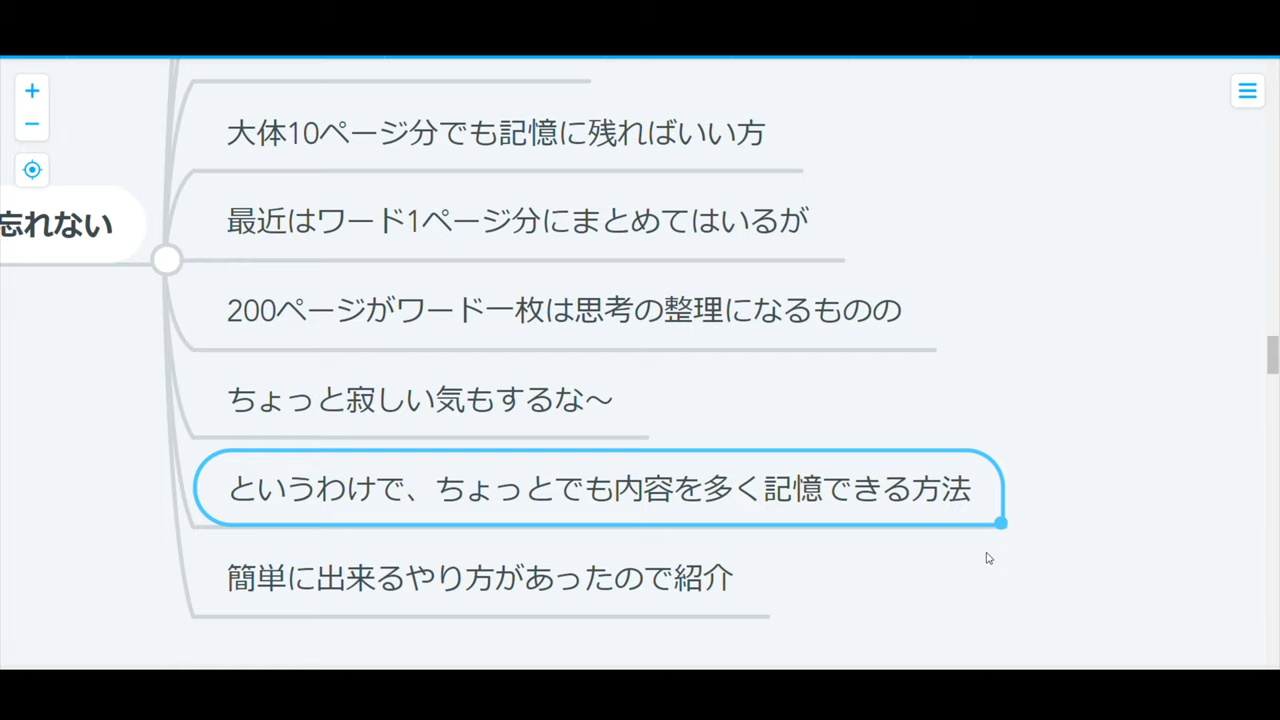 大体10ページ分でも記憶に残ればいい方
最近はワード1ページ分にまとめてはいるが
忘れない
200ページがワード一枚は思考の整理になるものの
ちょっと寂しい気もするな～
というわけで、ちょっとでも内容を多く記憶できる方法
簡単に出来るやり方があったので紹介